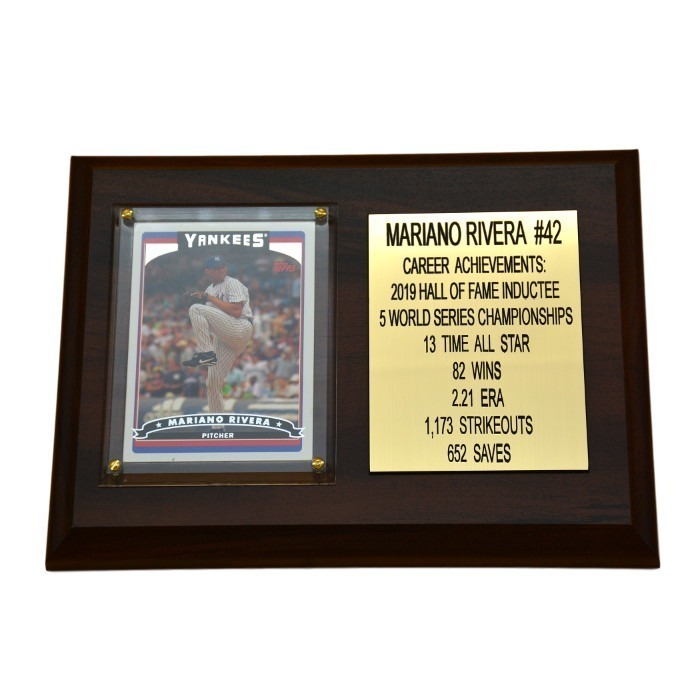 YANKEES
Topps
MARIANO RIVERA
PITCHER
MARIANO RIVERA #42
CAREER ACHIEVEMENTS:
2019 HALL OF FAME INDUCTEE
5 WORLD SERIES CHAMPIONSHIPS
13 TIME ALL STAR
82 WINS
2.21 ERA
1,173 STRIKEOUTS
652 SAVES